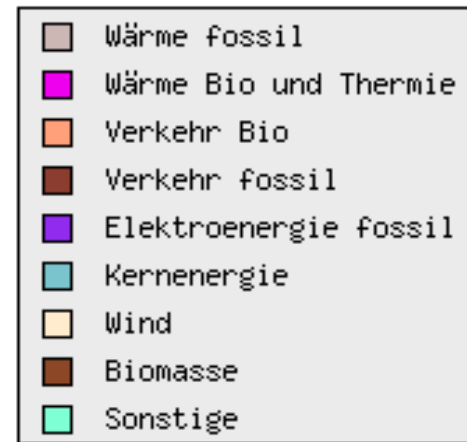 Wärme fossil
Wärme Bio und Thermie
Verkehr Bio
Verkehr fossil
Elektroenergie fossil
Kernenergie
Wind
Biomasse
Sonstige